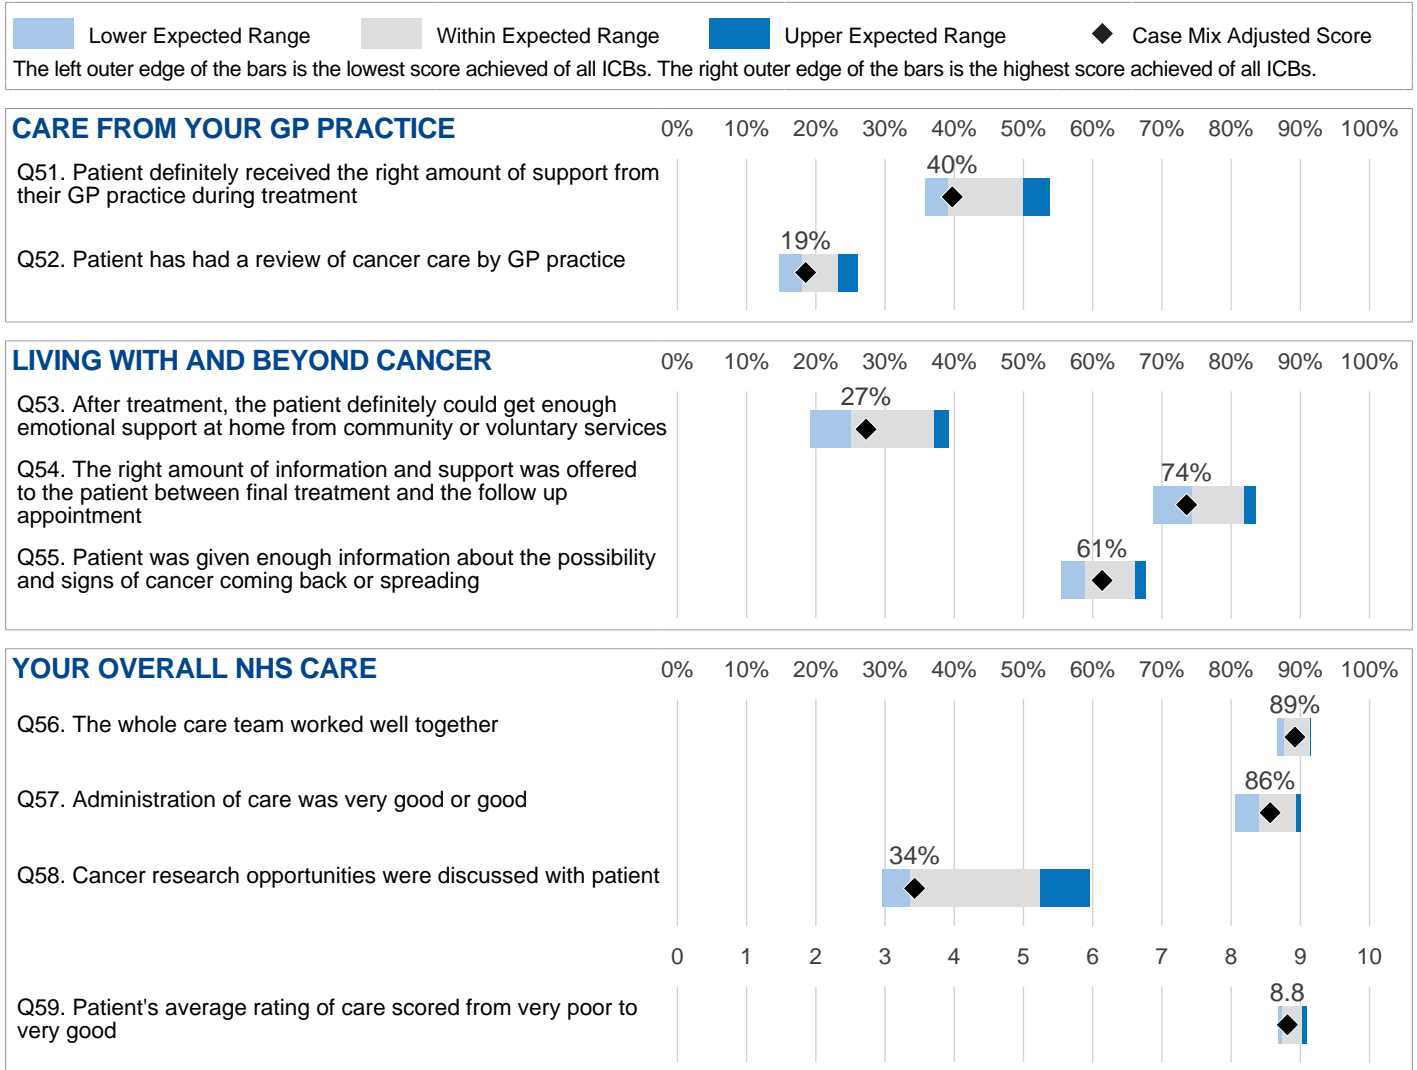 Lower Expected Range Within Expected Range Upper Expected Range Case Mix Adjusted Score
The left outer edge of the bars is the lowest score achieved of all ICBs. The right outer edge of the bars is the highest score achieved of all ICBs.
CARE FROM YOUR GP PRACTICE 0% 10% 20% 30% 40% 50% 60% 70% 80% 90% 100%
40%
Q51. Patient definitely received the right amount of support from
their GP practice during treatment
19%
Q52. Patient has had a review of cancer care by GP practice
LIVING WITH AND BEYOND CANCER 0% 10% 20% 30% 40% 50% 60% 70% 80% 90% 100%
27%
Q53. After treatment, the patient definitely could get enough
emotional support at home from community or voluntary services
74%
Q54. The right amount of information and support was offered
to the patient between final treatment and the follow up
appointment
61%
Q55. Patient was given enough information about the possibility
and signs of cancer coming back or spreading
YOUR OVERALL NHS CARE 0% 10% 20% 30% 40% 50% 60% 70% 80% 90% 100%
89%
Q56. The whole care team worked well together
86%
Q57. Administration of care was very good or good
34%
Q58. Cancer research opportunities were discussed with patient
0 1 2 3 4 5 6 7 8 9 10
8.8
Q59. Patient's average rating of care scored from very poor to
very good